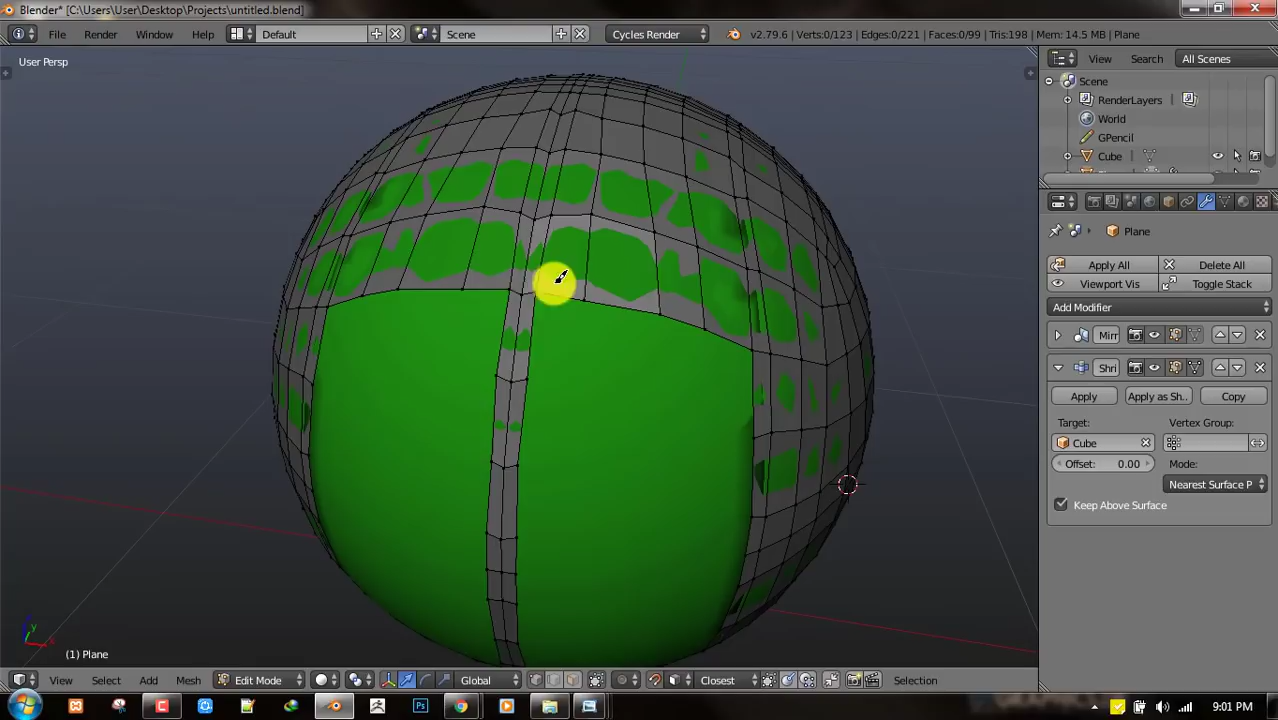 Blender* [C:\Users\User\Desktop\Projects\untitled.blend]
File Render Window Help Default Scene Cycles Render v2.79.6 | Verts:0/123 | Edges:0/221 | Faces:0/99 | Tris:198 | Mem: 14.5 MB | Plane
User Persp
View Search All Scenes
Scene
RenderLayers
World
GPencil
Cube
Plane
Apply All Delete All
Viewport Vis Toggle Stack
Add Modifier
Mirr
Shri
Apply Apply as Sh.. Copy
Target: Vertex Group:
Cube
Offset: 0.00 Mode:
Nearest Surface P
Keep Above Surface
y
x
(1) Plane
View Select Add Mesh Edit Mode Global Closest Selection
Ps
9:01 PM